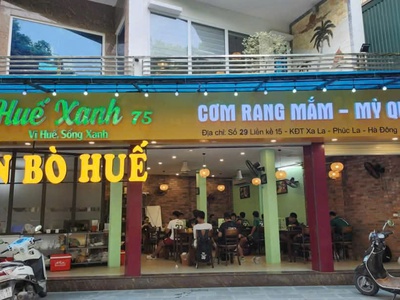 Huế Xanh 75
Vị Huế, Sống Xanh
CƠM RANG MẮM - MỲ QU
Địa chỉ: Số 29 Liền kề 15 - KĐT Xa La - Phúc La - Hà Đông
N BÒ HUẾ